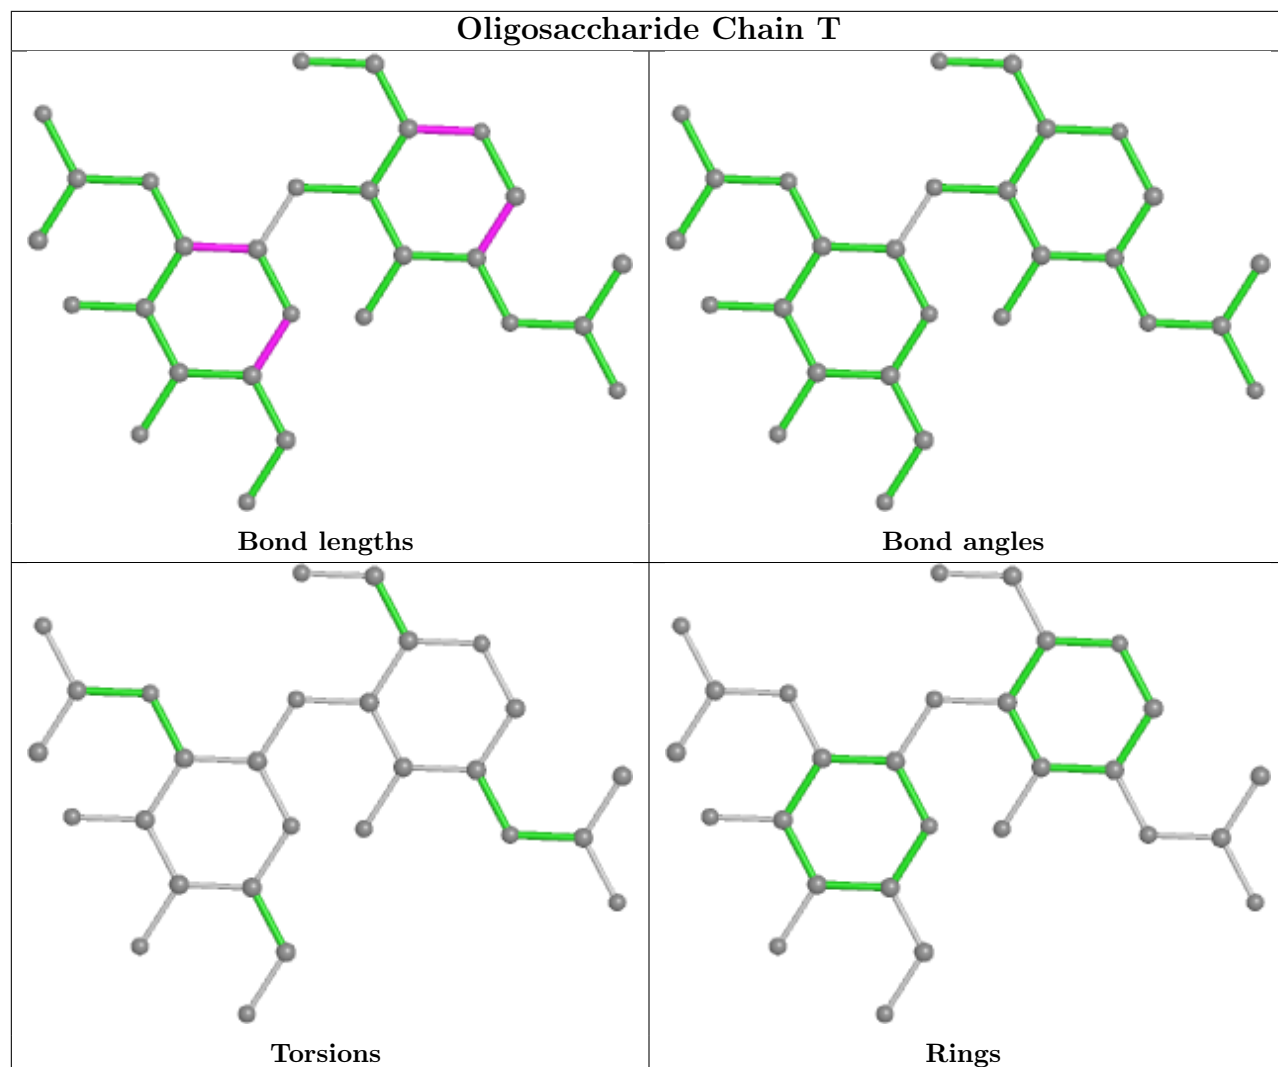 Oligosaccharide Chain T
Bond lengths
Bond angles
Torsions
Rings